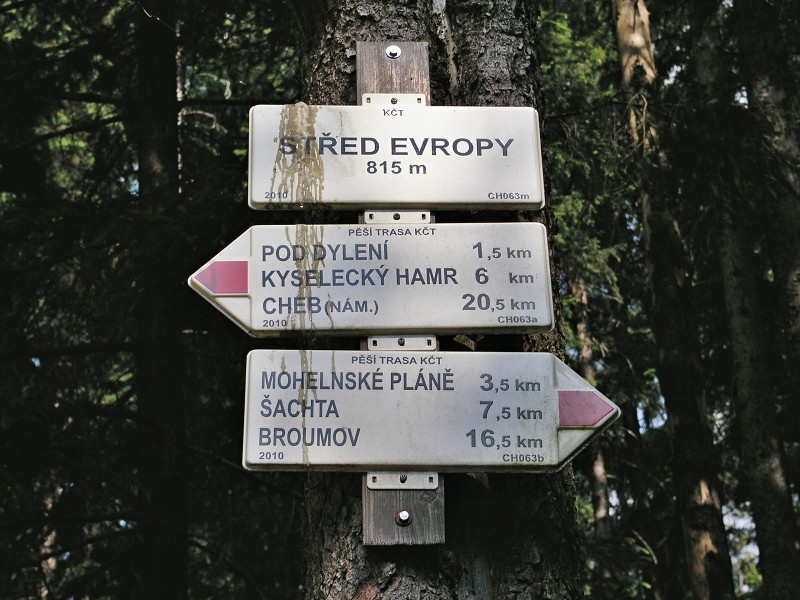 KČT
STŘED EVROPY
815 m
2010 CH063m
PĚŠÍ TRASA KČT
POD DYLENÍ 1,5 km
KYSELECKÝ HAMR 6 km
CHEB (NÁM.) 20,5 km
2010 CH063a
PĚŠÍ TRASA KČT
MOHELNSKÉ PLÁNĚ 3,5 km
ŠACHTA 7,5 km
BROUMOV 16,5 km
2010 CH063b